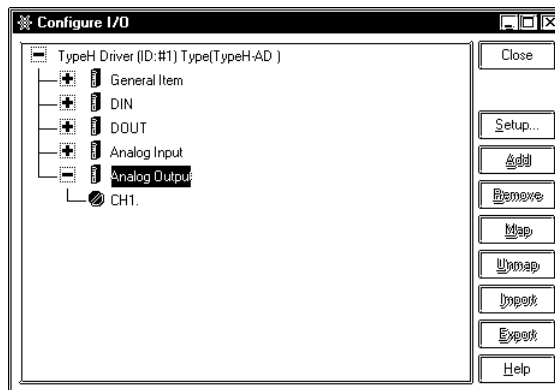 Configure I/O
TypeH Driver (ID:#1) Type(TypeH-AD )
General Item
DIN
DOUT
Analog Input
Analog Output
CH1.
Close
Setup...
Add
Remove
Map
Unmap
Import
Export
Help